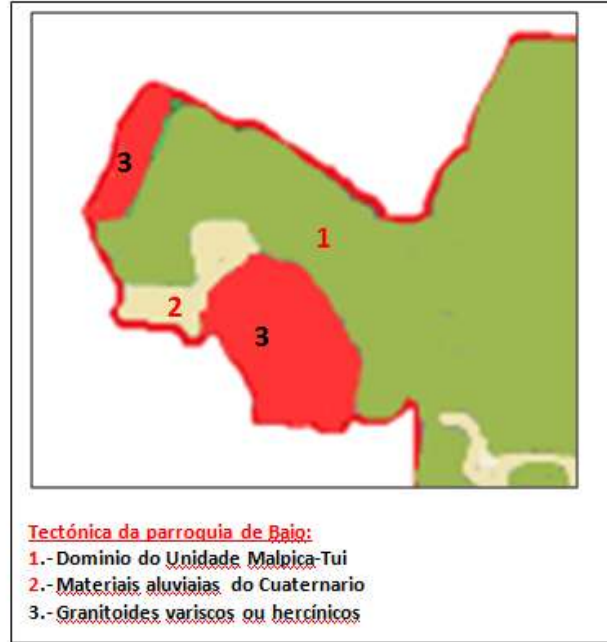 3
1
2
3
Tectónica da parroquia de Baio:
1.- Dominio do Unidade Malpica-Tui
2.- Materiais aluviaias do Cuaternario
3.- Granitoides variscos ou hercínicos